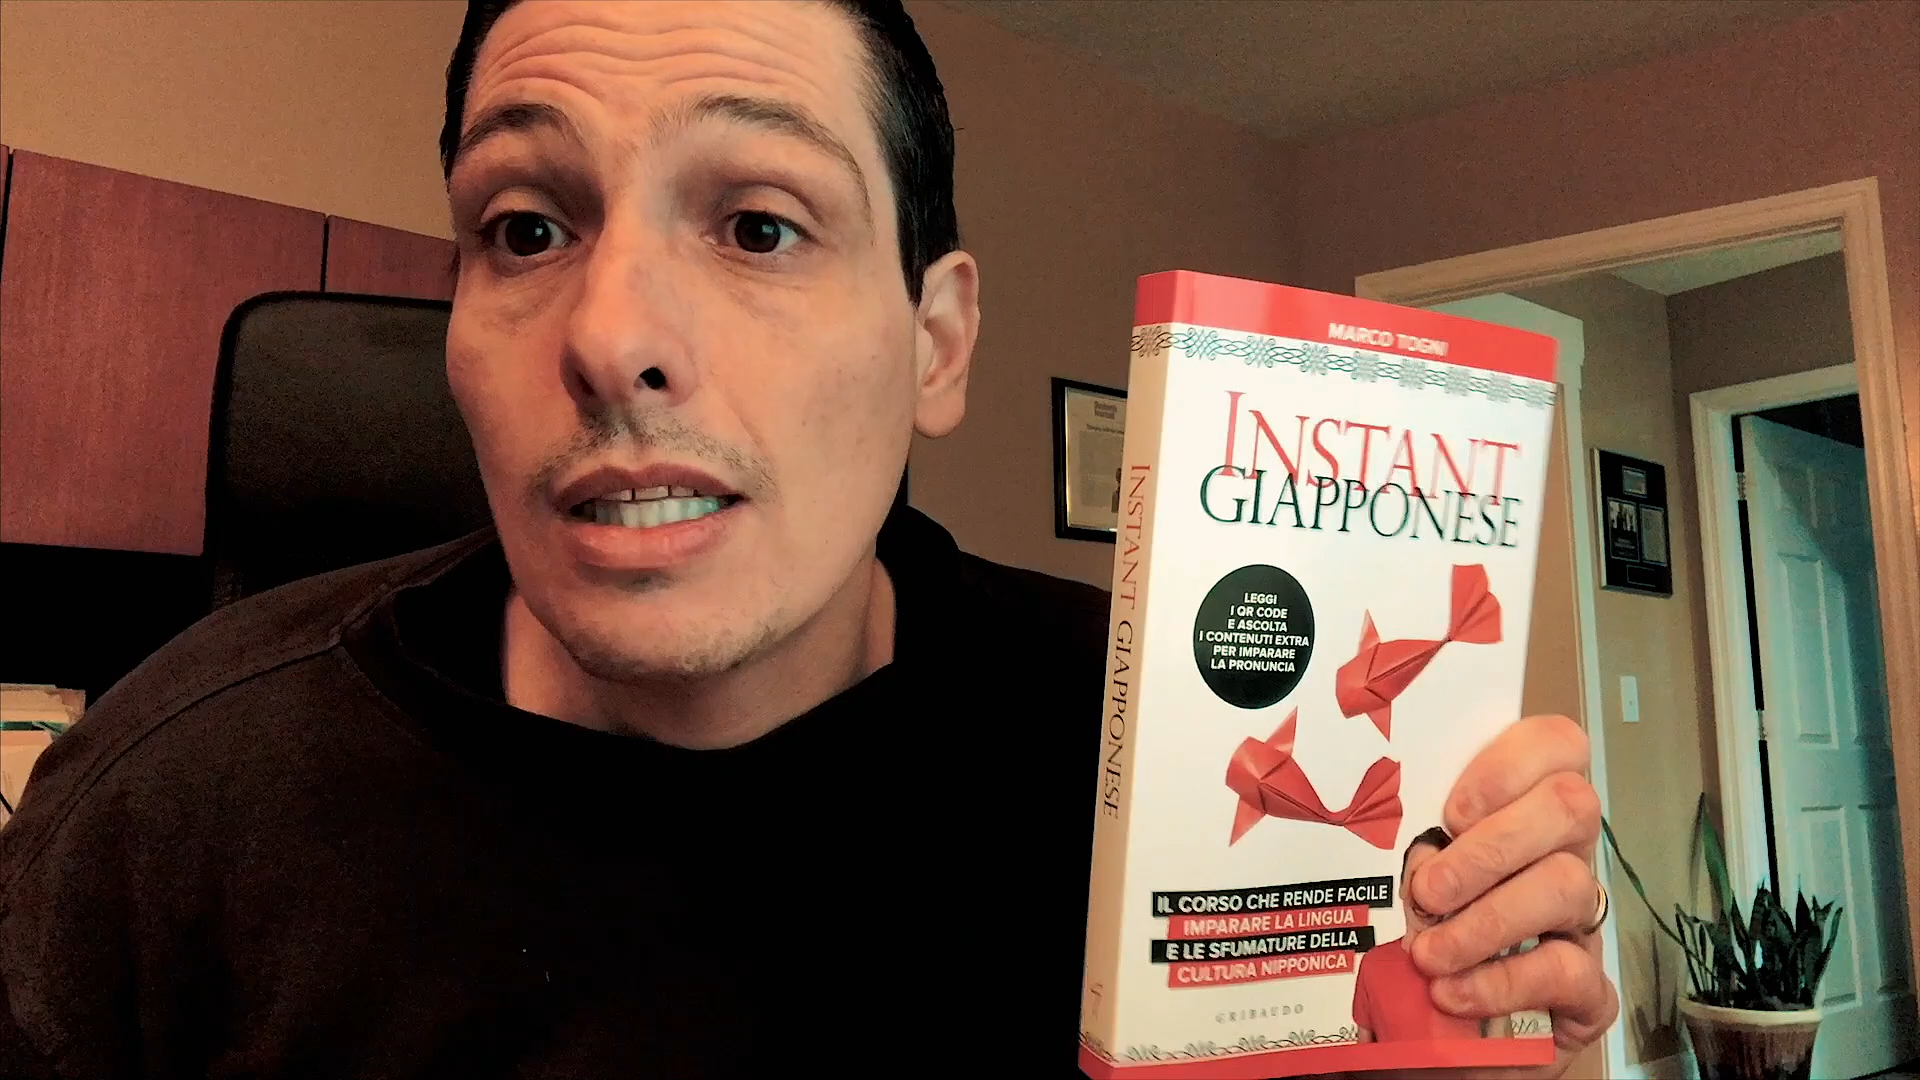 MARCO TOGNI
INSTANT
GIAPPONESE
INSTANT GIAPPONESE
LEGGI
I QR CODE
E ASCOLTA
I CONTENUTI EXTRA
PER IMPARARE
LA PRONUNCIA
IL CORSO CHE RENDE FACILE
IMPARARE LA LINGUA
E LE SFUMATURE DELLA
CULTURA NIPPONICA
GRIBAUDO